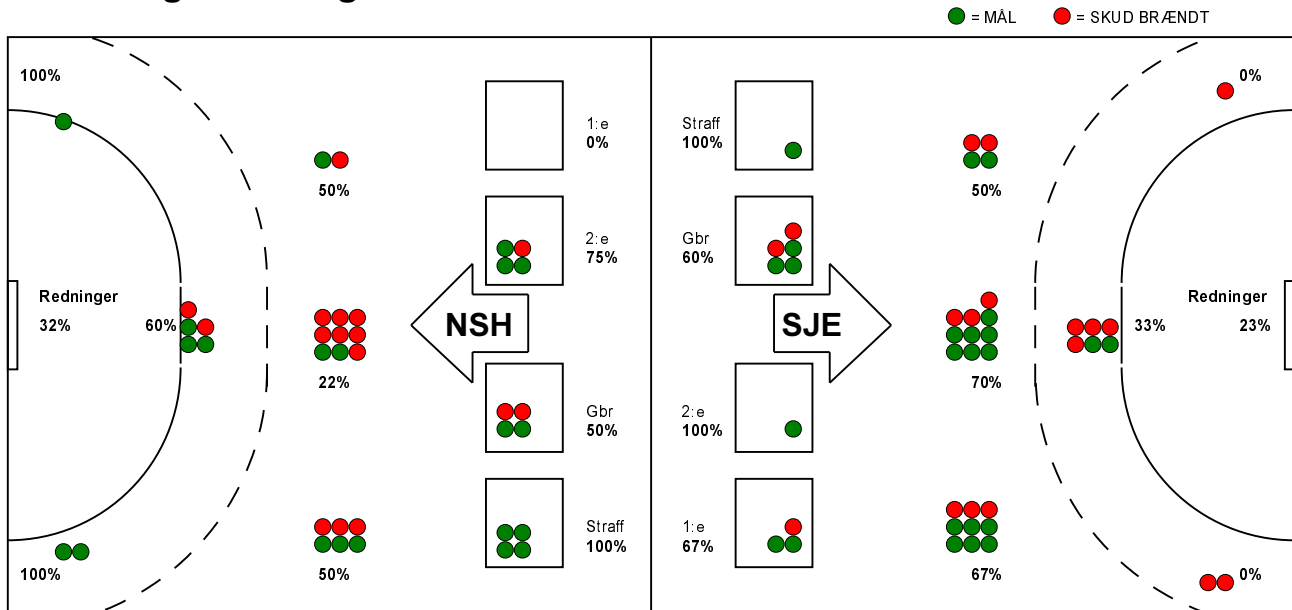 = MÅL = SKUD BRÆNDT
100%
0%
1:e
0%
Straff
100%
50%
50%
2:e
75%
Gbr
60%
Redninger
32%
60%
NSH
SJE
33%
Redninger
23%
22%
70%
Gbr
50%
2:e
100%
Straff
100%
1:e
67%
100%
50%
67%
0%